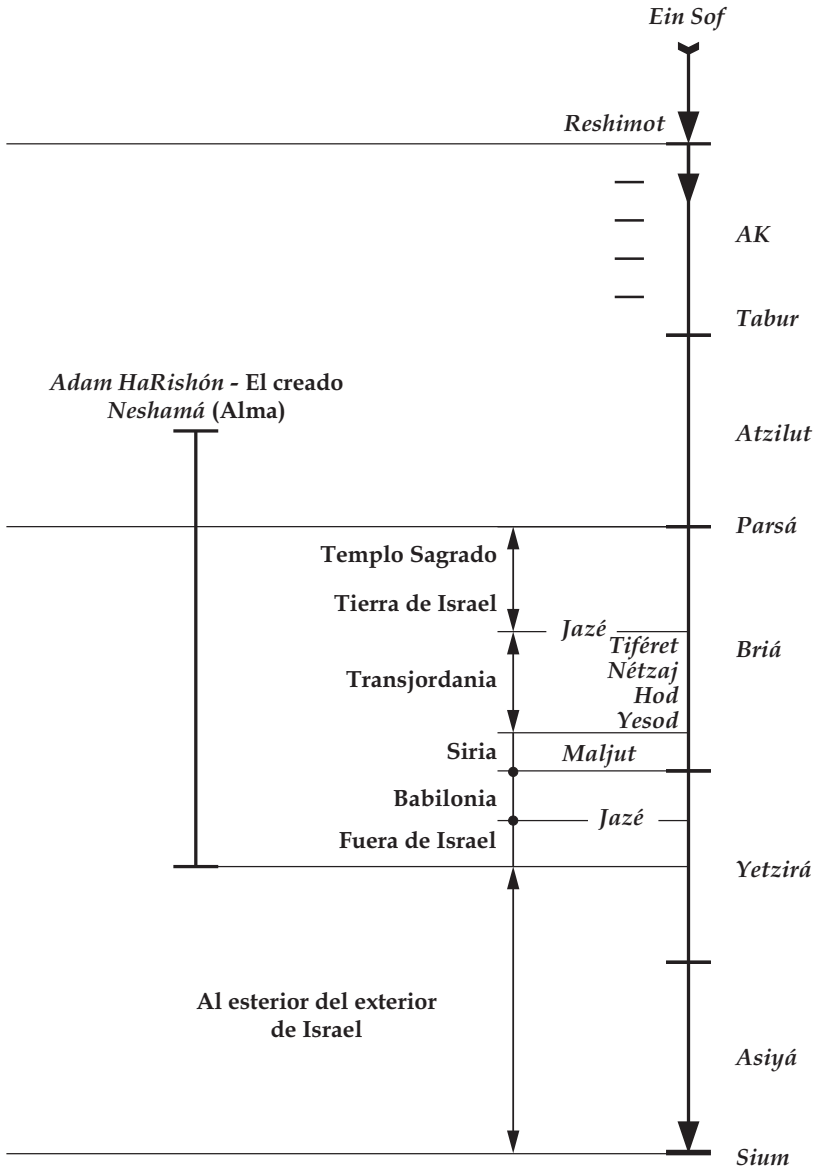 Ein Sof
Reshimot
AK
Tabur
Adam HaRishón - El creado
Neshamá (Alma)
Atzilut
Parsá
Templo Sagrado
Tierra de Israel
Jazé
Tiféret
Briá
Nétzaj
Transjordania
Hod
Yesod
Siria
Maljut
Babilonia
Jazé
Fuera de Israel
Yetzirá
Al esterior del exterior
de Israel
Asiyá
Sium